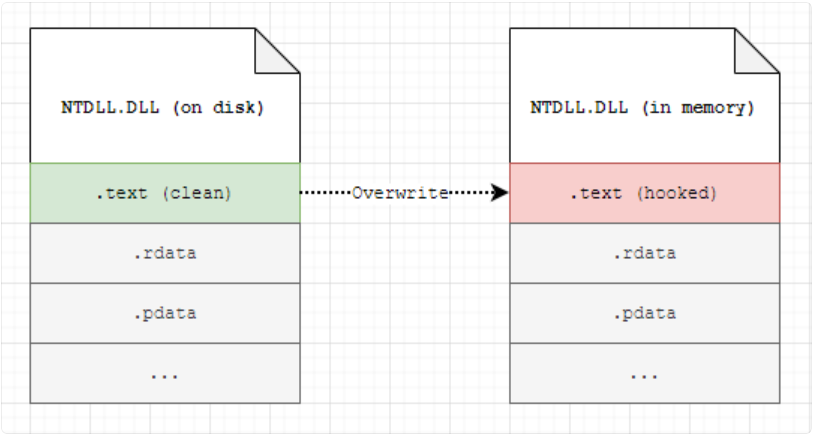 NTDLL.DLL (on disk)
NTDLL.DLL (in memory)
.text (clean)
Overwrite
.text (hooked)
.rdata
.rdata
.pdata
.pdata
...
...